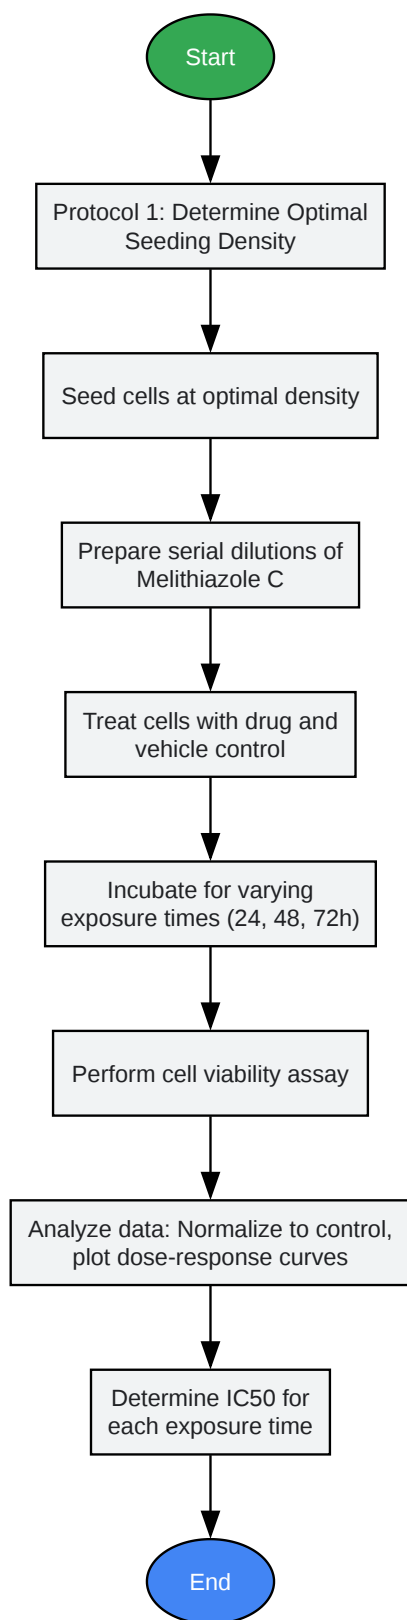 Start
Protocol 1: Determine Optimal
Seeding Density
Seed cells at optimal density
Prepare serial dilutions of
Melithiazole C
Treat cells with drug and
vehicle control
Incubate for varying
exposure times (24, 48, 72h)
Perform cell viability assay
Analyze data: Normalize to control,
plot dose-response curves
Determine IC50 for
each exposure time
End